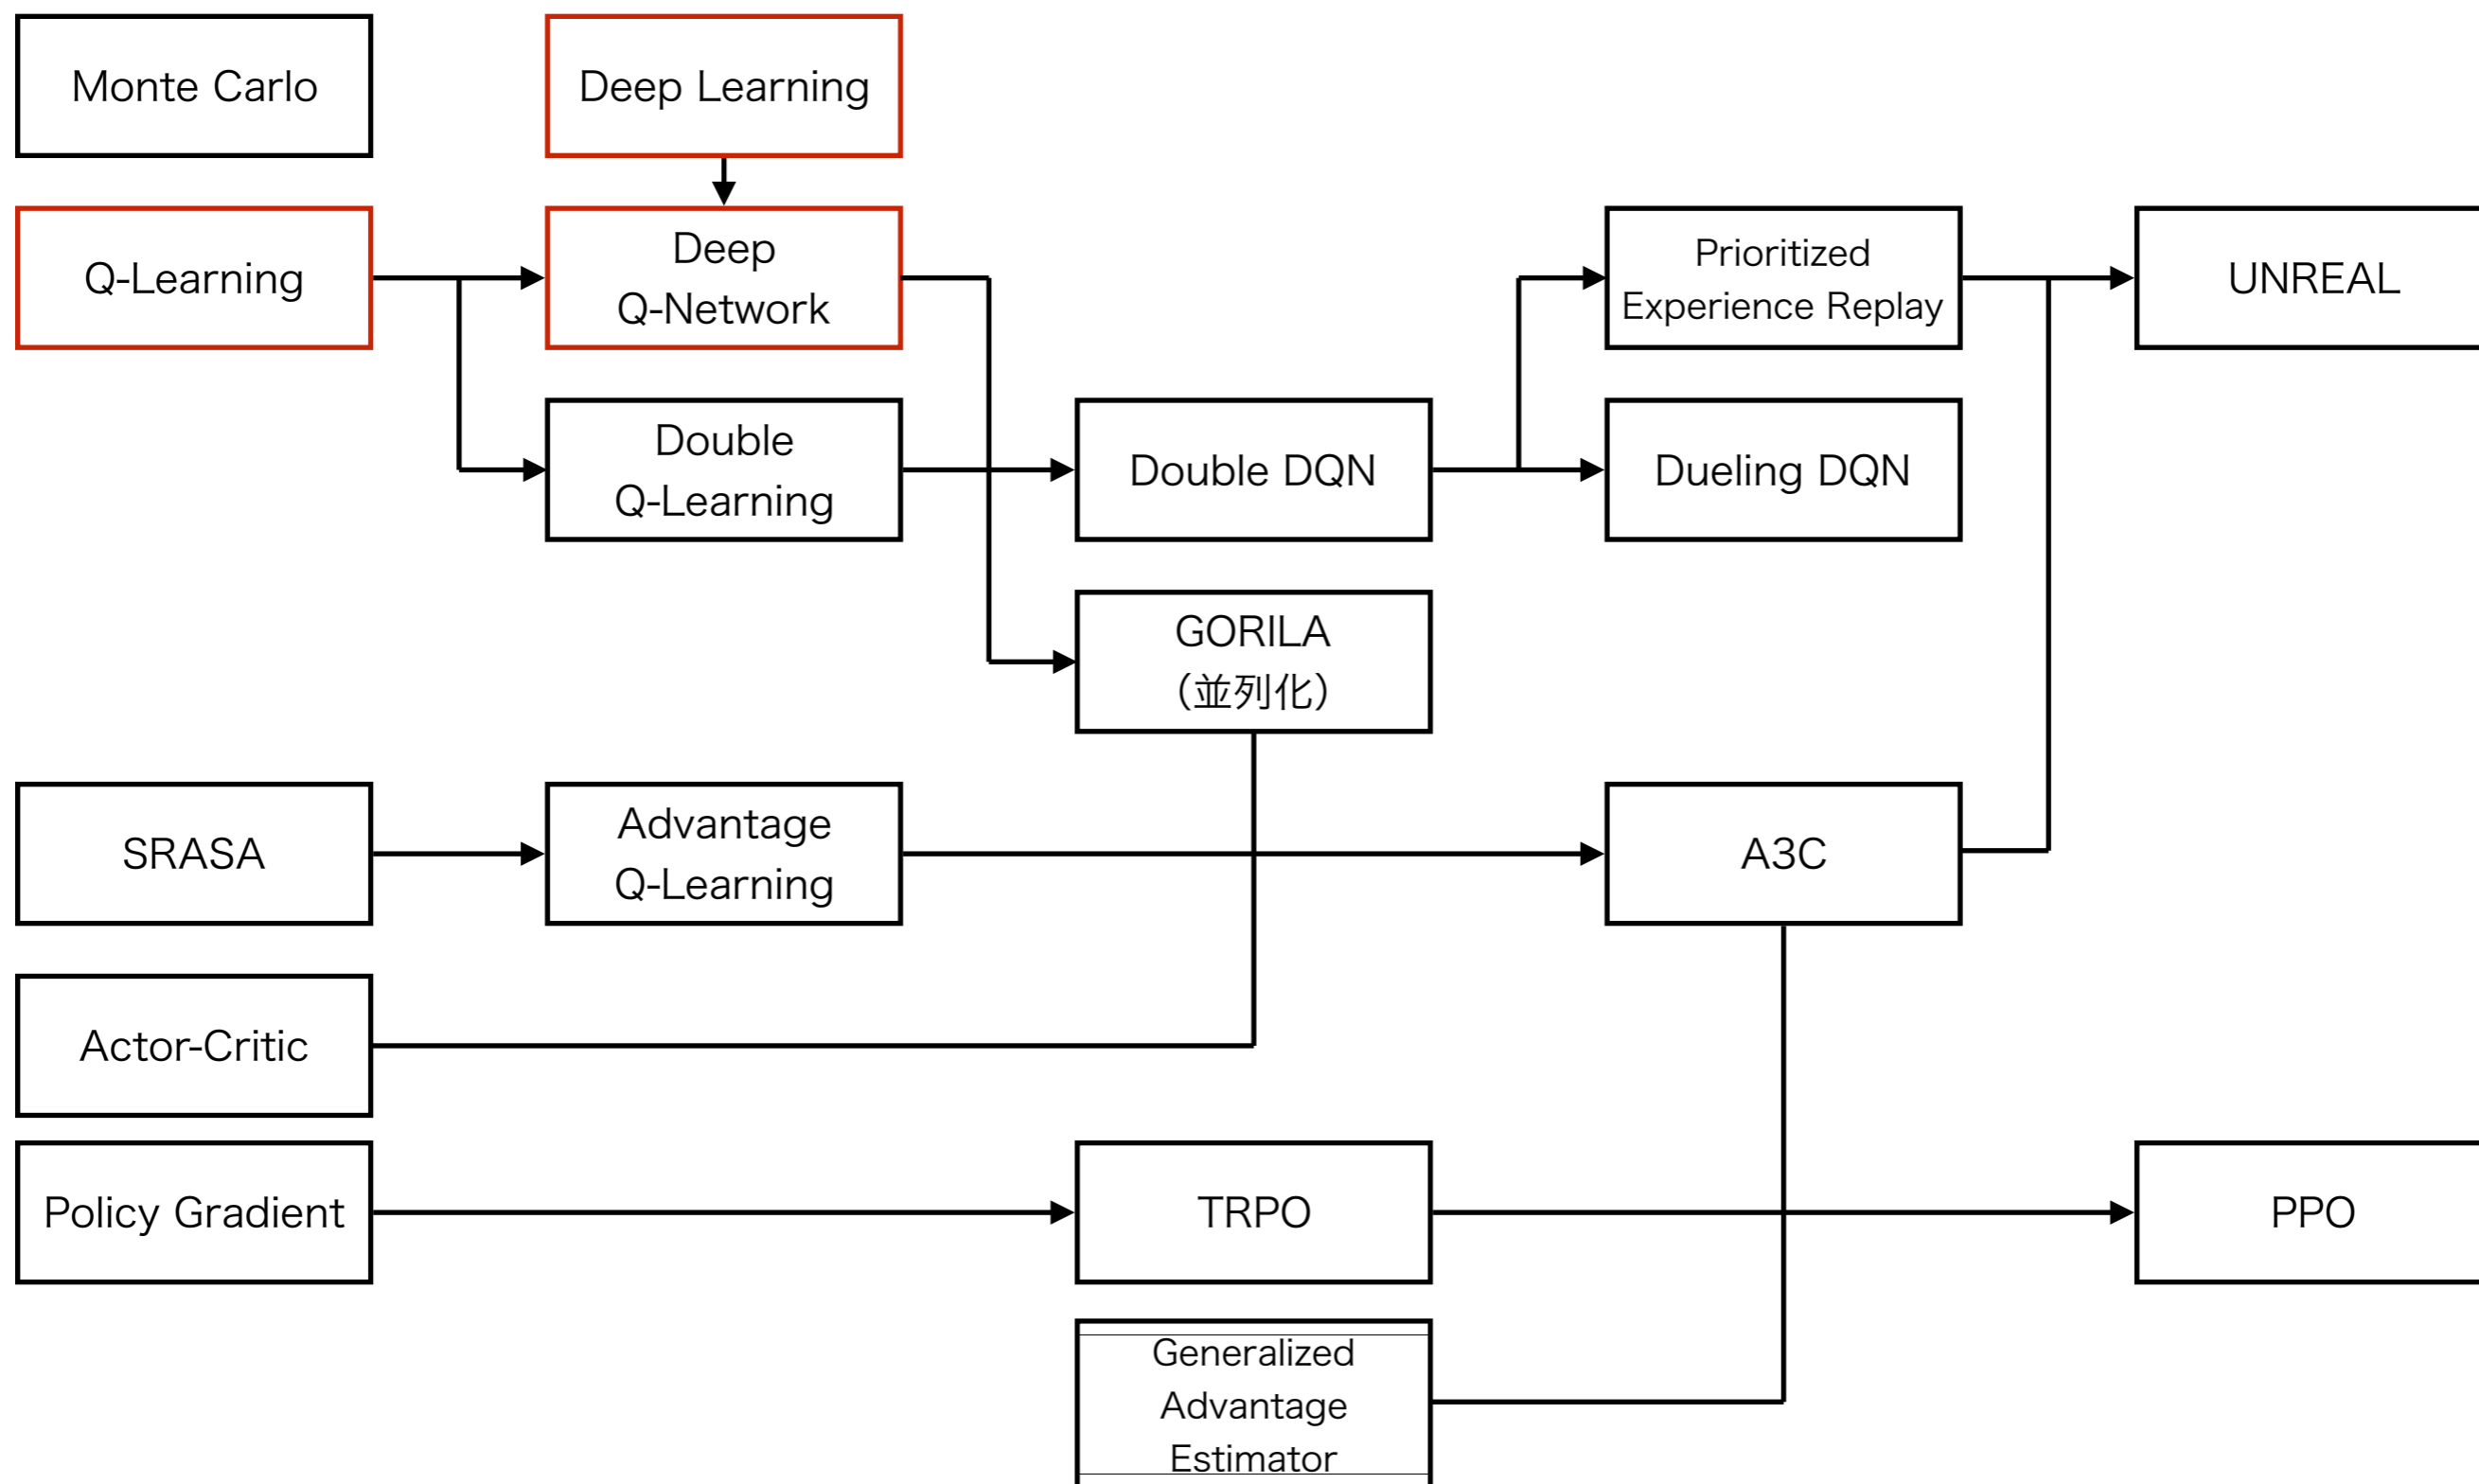 Monte Carlo
Deep Learning
Q-Learning
Deep
Q-Network
Prioritized
Experience Replay
UNREAL
Double
Q-Learning
Double DQN
Dueling DQN
GORILA
（並列化）
SRASA
Advantage
Q-Learning
A3C
Actor-Critic
Policy Gradient
TRPO
PPO
Generalized
Advantage
Estimator